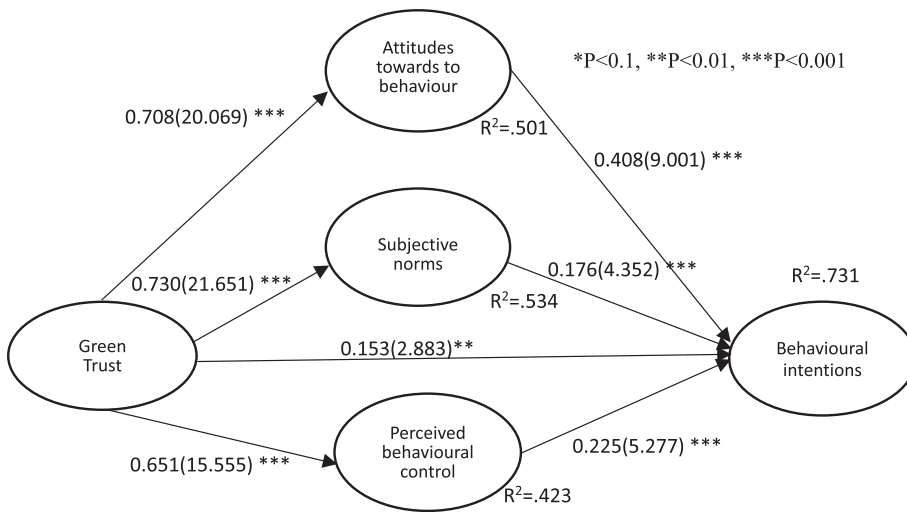 Attitudes
towards to
behaviour
*P<0.1, **P<0.01, ***P<0.001
0.708(20.069) ***
R²=.501
0.408(9.001) ***
Subjective
norms
0.730(21.651) ***
R²=.534
0.176(4.352) ***
R²=.731
Green
Trust
0.153(2.883)**
Behavioural
intentions
Perceived
behavioural
control
0.651(15.555) ***
R²=.423
0.225(5.277) ***